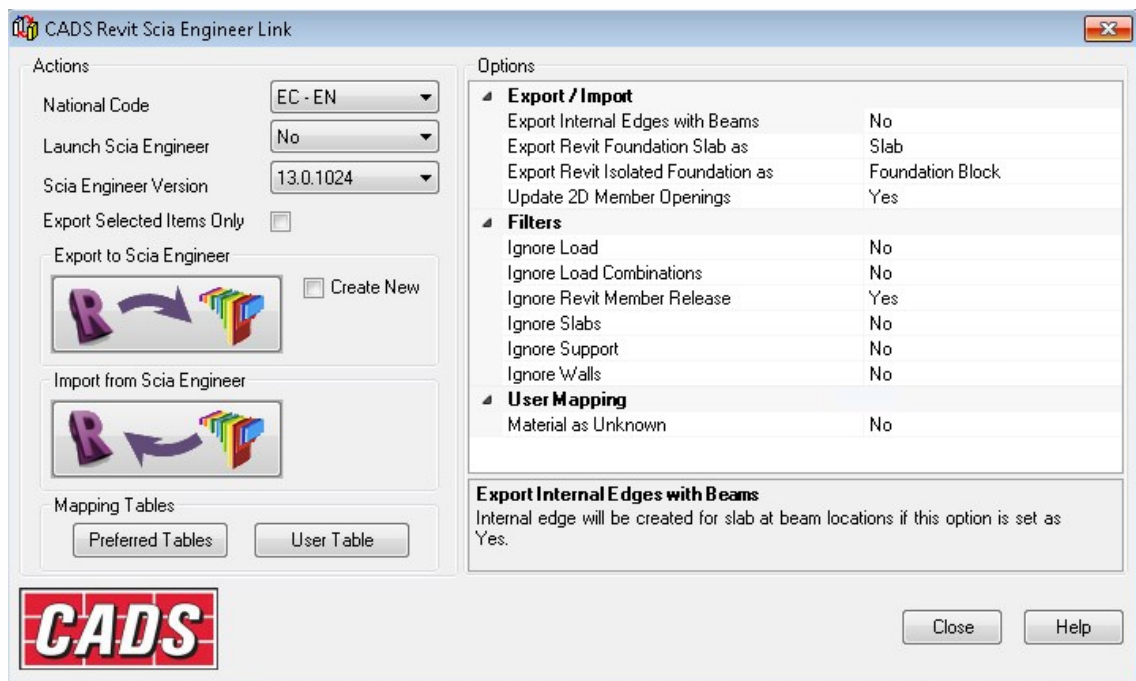 CADS Revit Scia Engineer Link
Actions
National Code EC - EN
Launch Scia Engineer No
Scia Engineer Version 13.0.1024
Export Selected Items Only
Export to Scia Engineer
Create New
Import from Scia Engineer
Mapping Tables
Preferred Tables User Table
Options
Export / Import
Export Internal Edges with Beams No
Export Revit Foundation Slab as Slab
Export Revit Isolated Foundation as Foundation Block
Update 2D Member Openings Yes
Filters
Ignore Load No
Ignore Load Combinations No
Ignore Revit Member Release Yes
Ignore Slabs No
Ignore Support No
Ignore Walls No
User Mapping
Material as Unknown No
Export Internal Edges with Beams
Internal edge will be created for slab at beam locations if this option is set as
Yes.
CADS
Close Help